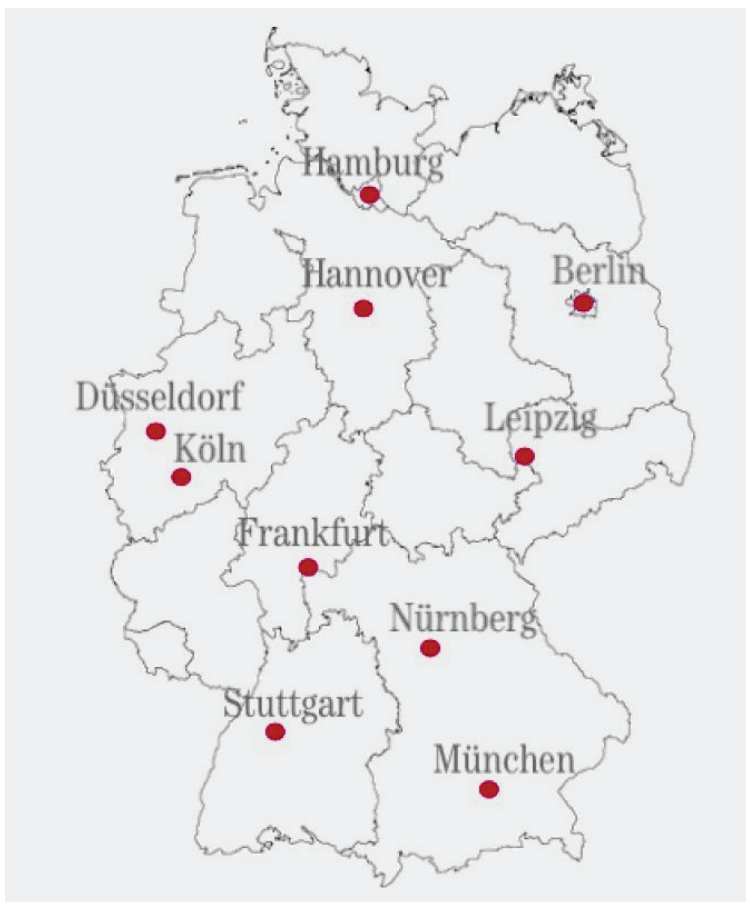 Hamburg
Hannover
Berlin
Düsseldorf
Leipzig
Köln
Frankfurt
Nürnberg
Stuttgart
München